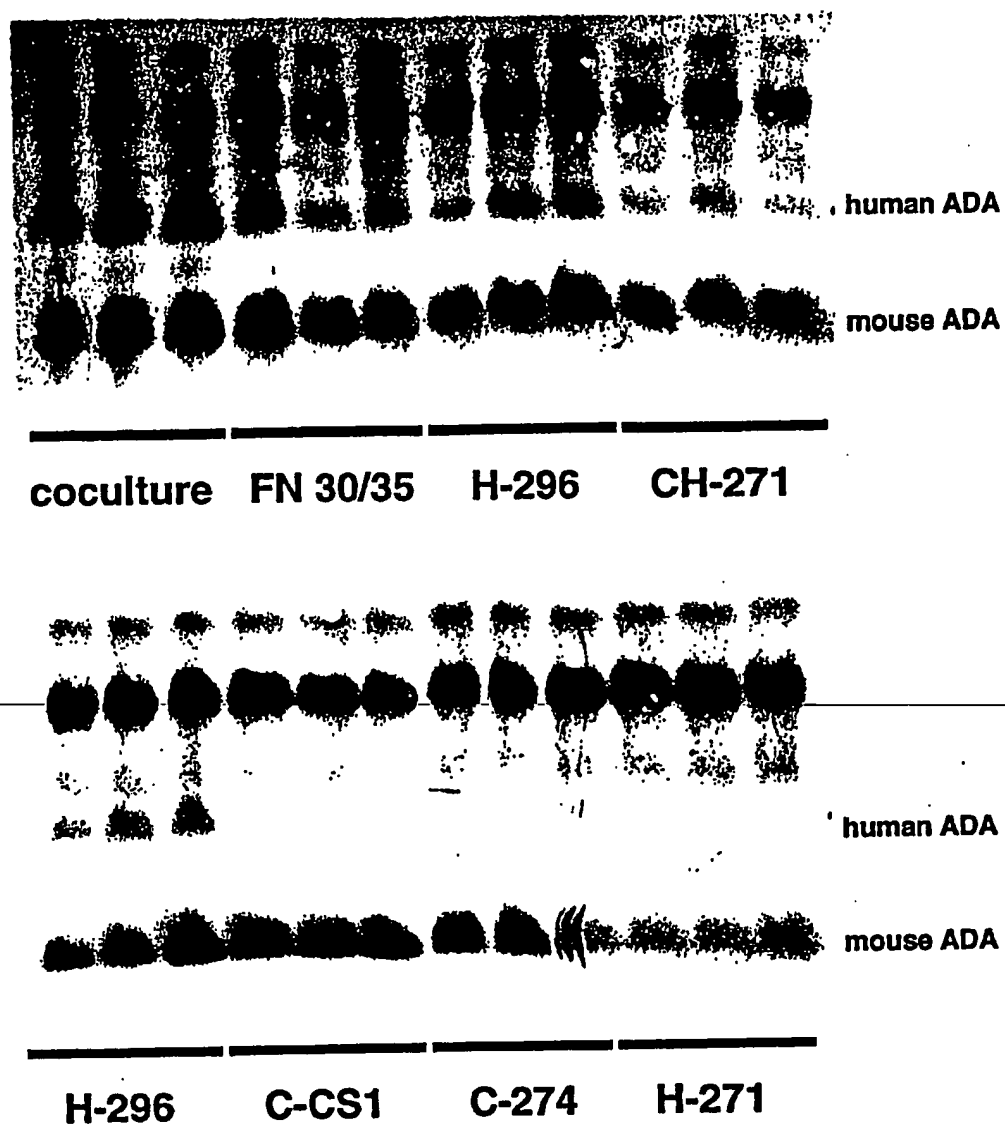 human ADA
mouse ADA
coculture FN 30/35 H-296 CH-271
human ADA
mouse ADA
H-296 C-CS1 C-274 H-271